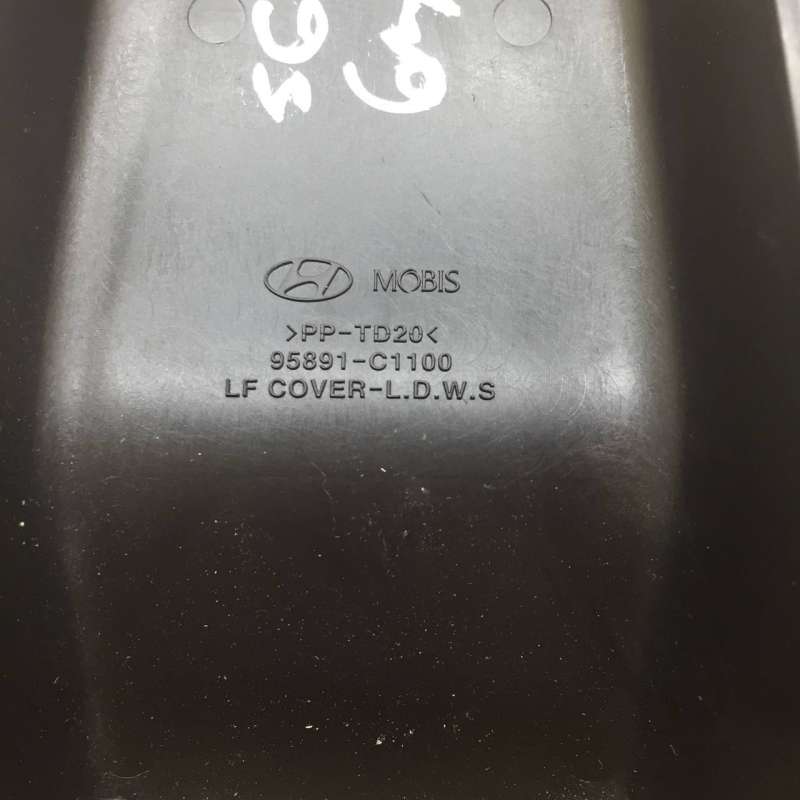 MOBIS
>PP-TD20<
95891-C1100
LF COVER-L.D.W.S